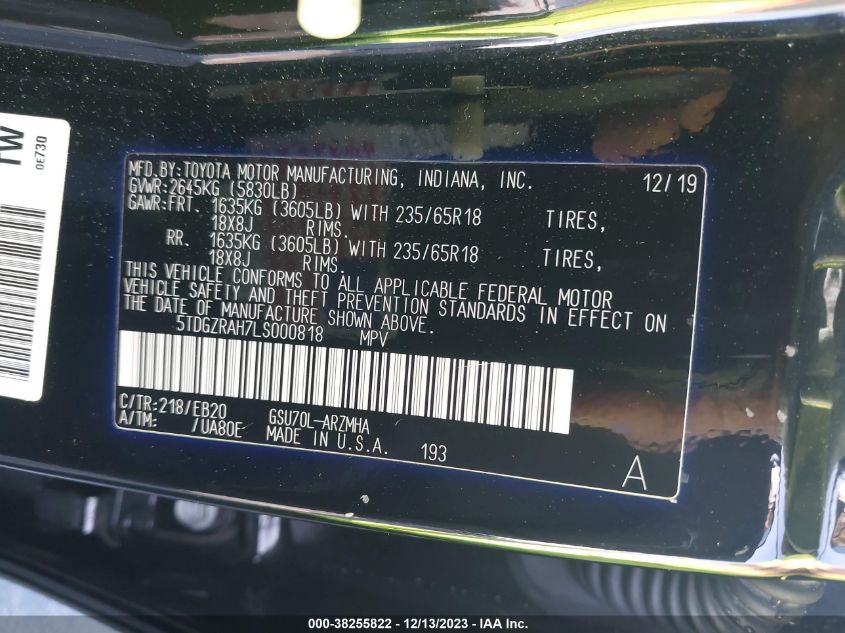 TW
0E730
MFD.BY:TOYOTA MOTOR MANUFACTURING, INDIANA, INC. 12/19
GVWR:2645KG (5830LB)
GAWR:FRT. 1635KG (3605LB) WITH 235/65R18 TIRES,
18X8J RIMS.
RR. 1635KG (3605LB) WITH 235/65R18 TIRES,
18X8J RIMS.
THIS VEHICLE CONFORMS TO ALL APPLICABLE FEDERAL MOTOR
VEHICLE SAFETY AND THEFT PREVENTION STANDARDS IN EFFECT ON
THE DATE OF MANUFACTURE SHOWN ABOVE.
5TDGZRAH7LS000818 MPV
C/TR:218/EB20 GSU70L-ARZMHA
A/TM: /UA80E MADE IN U.S.A. 193
A
000-38255822 - 12/13/2023 - IAA Inc.